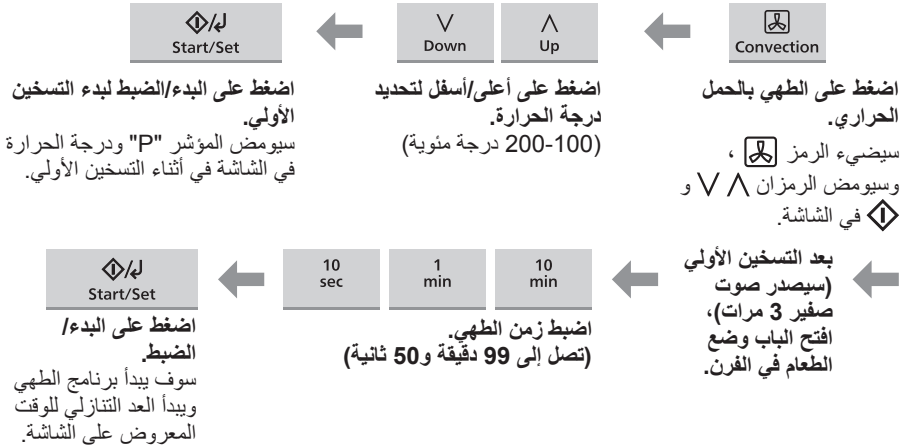 Convection
اضغط على الطهي بالحمل
الحراري.
سيضيء الرمز ،
وسيومض الرمزان و
في الشاشة.
Up
Down
اضغط على أعلى/أسفل لتحديد
درجة الحرارة.
(100-200 درجة مئوية)
Start/Set
اضغط على البدء/الضبط لبدء التسخين
الأولي.
سيومض المؤشر "P" ودرجة الحرارة
في الشاشة في أثناء التسخين الأولي.
بعد التسخين الأولي
(سيصدر صوت
صفير 3 مرات)،
افتح الباب وضع
الطعام في الفرن.
10
min
1
min
10
sec
اضبط زمن الطهي.
(تصل إلى 99 دقيقة و50 ثانية)
Start/Set
اضغط على البدء/
الضبط.
سوف يبدأ برنامج الطهي
ويبدأ العد التنازلي للوقت
المعروض على الشاشة.